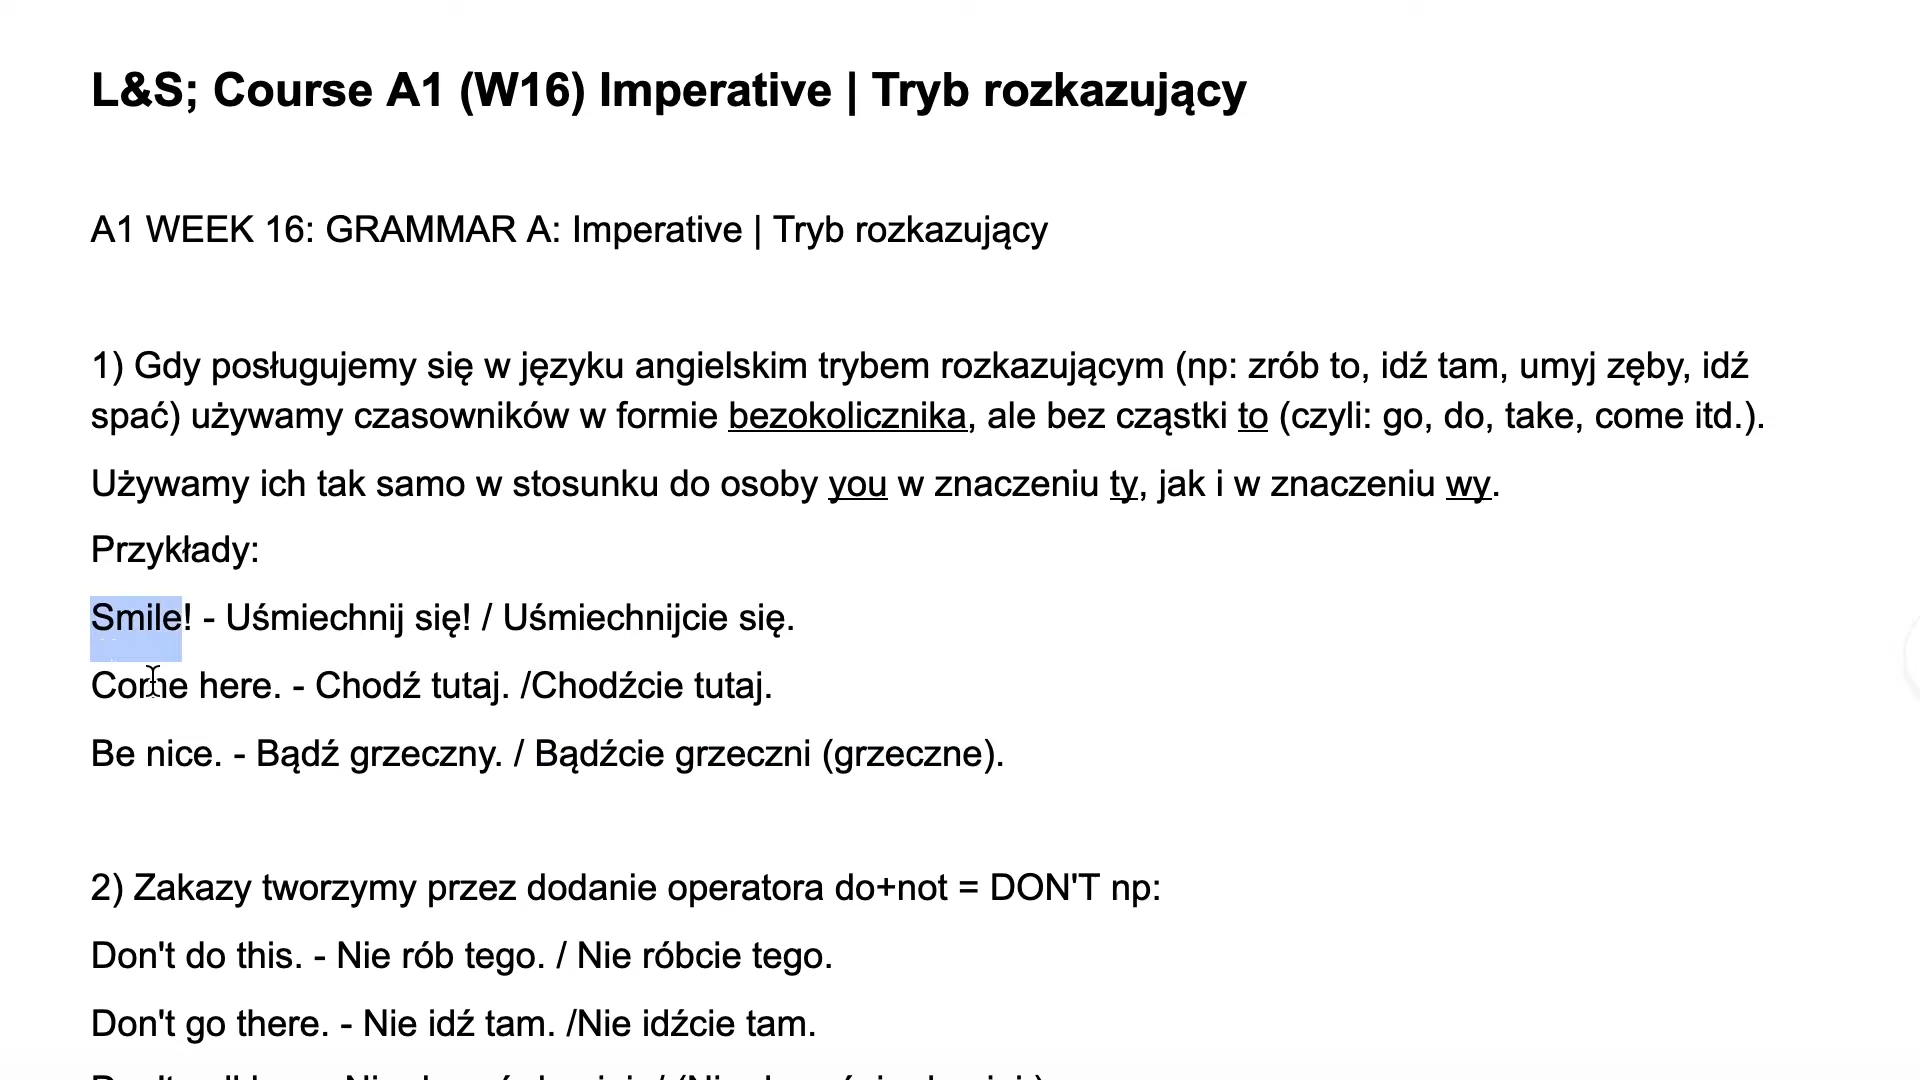 L&S; Course A1 (W16) Imperative | Tryb rozkazujący
A1 WEEK 16: GRAMMAR A: Imperative | Tryb rozkazujący
1) Gdy posługujemy się w języku angielskim trybem rozkazującym (np: zrób to, idź tam, umyj zęby, idź
spać) używamy czasowników w formie bezokolicznika, ale bez cząstki to (czyli: go, do, take, come itd.).
Używamy ich tak samo w stosunku do osoby you w znaczeniu ty, jak i w znaczeniu wy.
Przykłady:
Smile! - Uśmiechnij się! / Uśmiechnijcie się.
Come here. - Chodź tutaj. /Chodźcie tutaj.
Be nice. - Bądź grzeczny. / Bądźcie grzeczni (grzeczne).
2) Zakazy tworzymy przez dodanie operatora do+not = DON'T np:
Don't do this. - Nie rób tego. / Nie róbcie tego.
Don't go there. - Nie idź tam. /Nie idźcie tam.